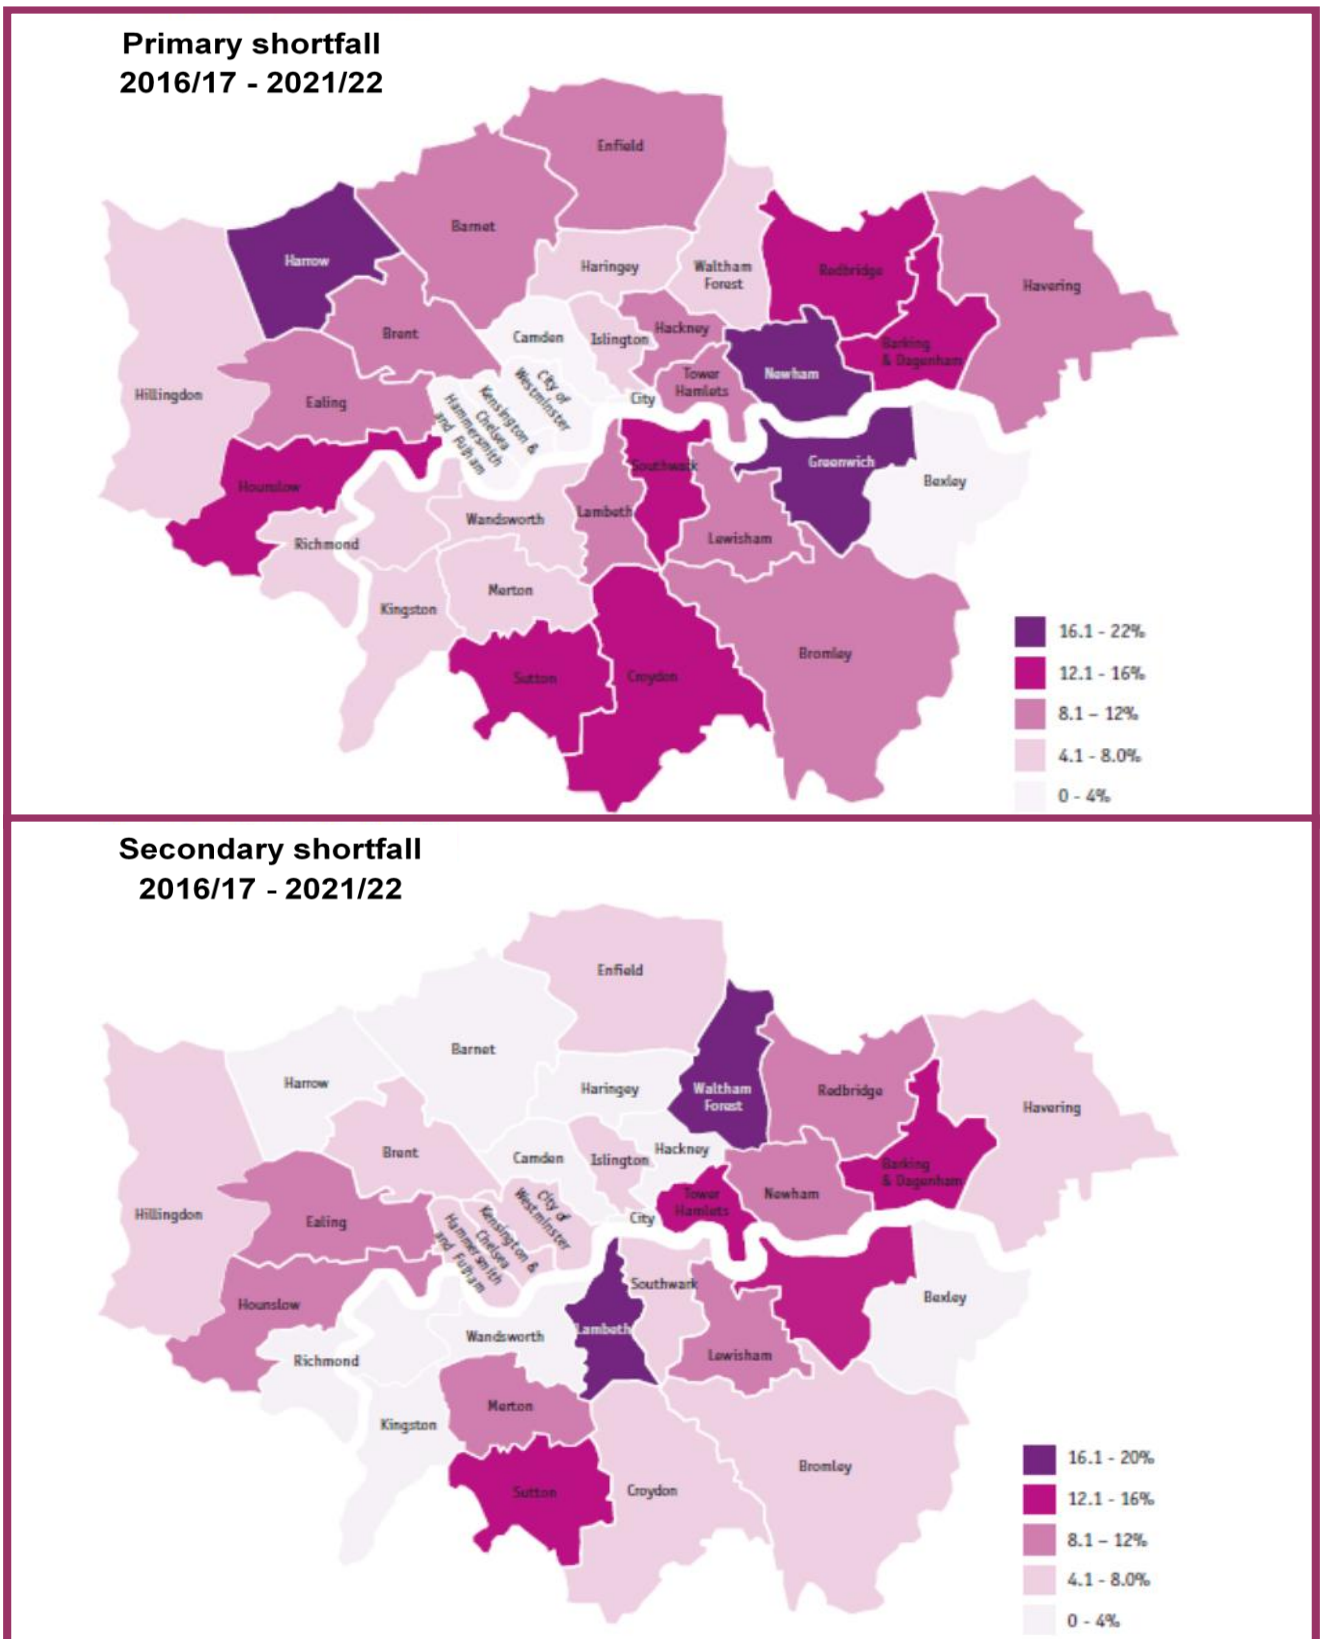 Primary shortfall
2016/17 - 2021/22
Enfield
Barnet
Harrow
Haringey
Waltham
Forest
Redbridge
Havering
Brent
Camden
Islington
Hackney
Barking
& Dagenham
Hillingdon
Ealing
City of
Westminster
Kensington &
Chelsea
Hammersmith
and Fulham
City
Tower
Hamlets
Newham
Hounslow
Southwark
Greenwich
Bexley
Richmond
Wandsworth
Lambeth
Lewisham
Kingston
Merton
Sutton
Croydon
Bromley
16.1 - 22%
12.1 - 16%
8.1 – 12%
4.1 - 8.0%
0 - 4%
Secondary shortfall
2016/17 - 2021/22
Enfield
Barnet
Harrow
Haringey
Waltham
Forest
Redbridge
Havering
Brent
Camden
Islington
Hackney
Barking
& Dagenham
Hillingdon
Ealing
City of
Westminster
Kensington &
Chelsea
Hammersmith
and Fulham
City
Tower
Hamlets
Newham
Hounslow
Southwark
Bexley
Richmond
Wandsworth
Lambeth
Lewisham
Kingston
Merton
Sutton
Croydon
Bromley
16.1 - 20%
12.1 - 16%
8.1 – 12%
4.1 - 8.0%
0 - 4%